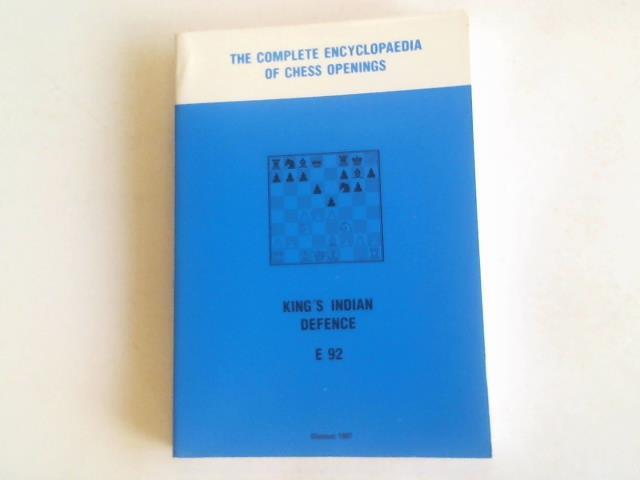 THE COMPLETE ENCYCLOPAEDIA
OF CHESS OPENINGS
KING'S INDIAN
DEFENCE
E 92